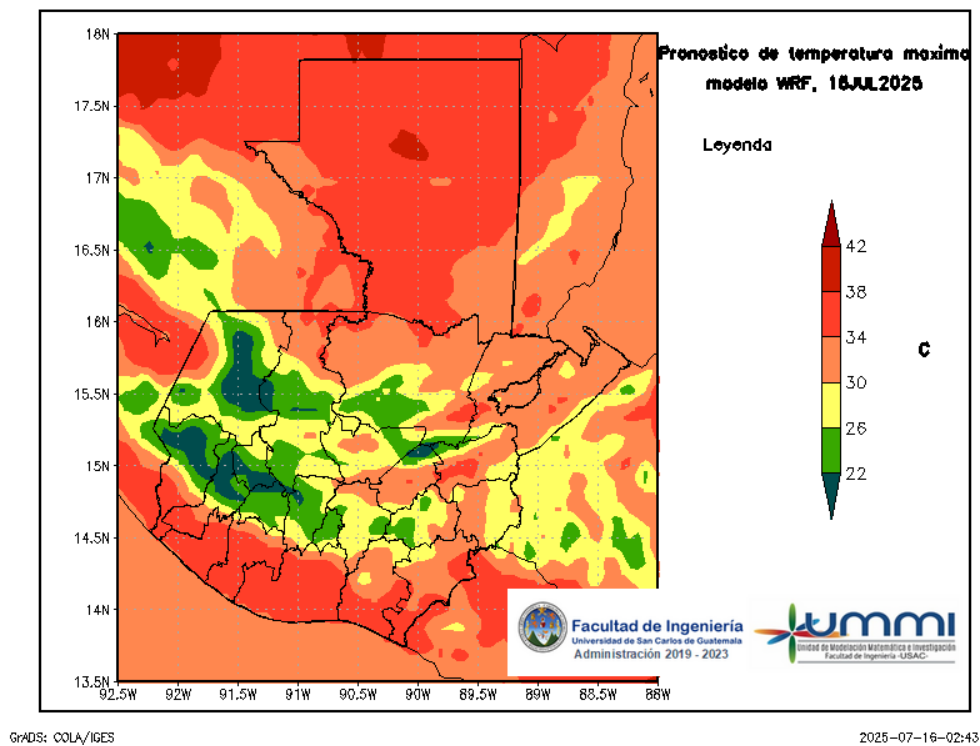 Pronostico de temperatura maxima
modelo WRF, 16JUL2025
Leyenda
18N
17.5N
17N
16.5N
16N
15.5N
15N
14.5N
14N
13.5N
92.5W
92W
91.5W
91W
90.5W
90W
89.5W
89W
88.5W
88W
42
38
34
30
26
22
C
Facultad de Ingeniería
Universidad de San Carlos de Guatemala
Administración 2019 - 2023
UMMI
Unidad de Modelación Matemática e Investigación
Facultad de Ingeniería -USAC-
GrADS: COLA/IGES
2025-07-16-02:43